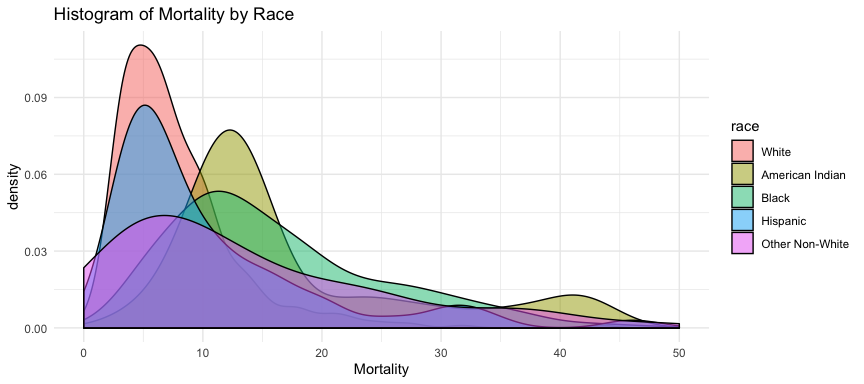 Histogram of Mortality by Race
0.09
0.06
0.03
0.00
density
0 10 20 30 40 50
Mortality
race
White
American Indian
Black
Hispanic
Other Non-White